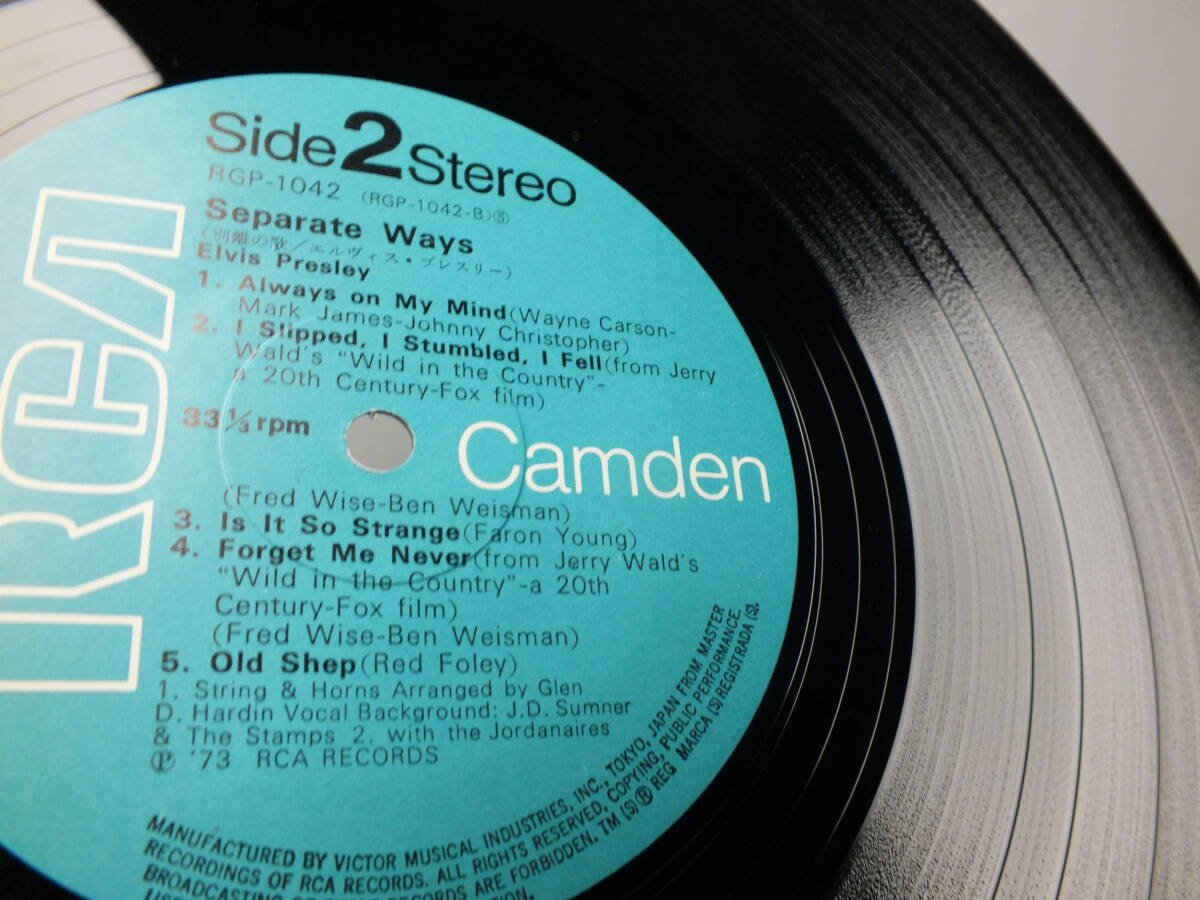 Side 2 Stereo
RGP-1042 (RGP-1042-B)⑤
Separate Ways
(別離の歌／エルヴィス・プレスリー)
Elvis Presley
1. Always on My Mind(Wayne Carson-
Mark James-Johnny Christopher)
2. I Slipped, I Stumbled, I Fell(from Jerry
Wald's "Wild in the Country"-
a 20th Century-Fox film)
33 1/3 rpm
RCA
Camden
(Fred Wise-Ben Weisman)
3. Is It So Strange(Faron Young)
4. Forget Me Never(from Jerry Wald's
"Wild in the Country"-a 20th
Century-Fox film)
(Fred Wise-Ben Weisman)
5. Old Shep(Red Foley)
1. String & Horns Arranged by Glen
D. Hardin Vocal Background: J.D. Sumner
& The Stamps 2. with the Jordanaires
Ⓟ '73 RCA RECORDS
MANUFACTURED BY VICTOR MUSICAL INDUSTRIES, INC., TOKYO, JAPAN FROM MASTER
RECORDINGS OF RCA RECORDS. ALL RIGHTS RESERVED, COPYING, PUBLIC PERFORMANCE,
BROADCASTING OF RECORDS ARE FORBIDDEN. TM (S) ® REG MARCA (S) REGISTRADA (S).